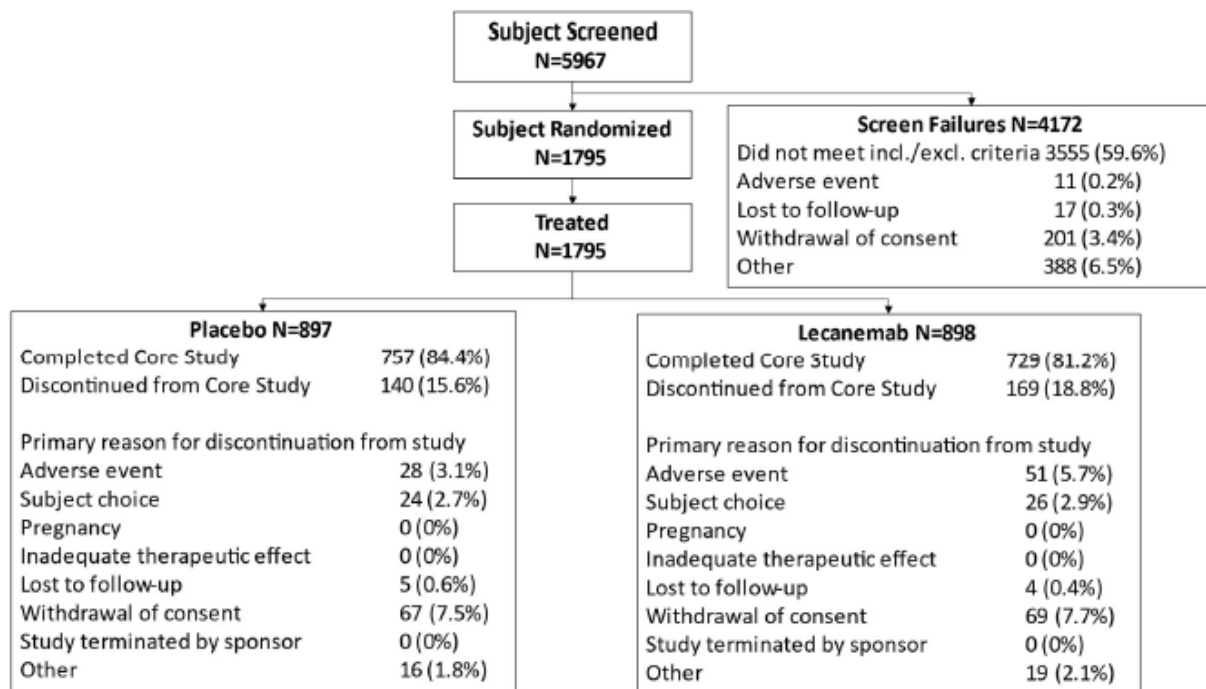 Subject Screened
N=5967
Subject Randomized
N=1795
Screen Failures N=4172
Did not meet incl./excl. criteria 3555 (59.6%)
Adverse event 11 (0.2%)
Lost to follow-up 17 (0.3%)
Withdrawal of consent 201 (3.4%)
Other 388 (6.5%)
Treated
N=1795
Placebo N=897
Completed Core Study 757 (84.4%)
Discontinued from Core Study 140 (15.6%)
Primary reason for discontinuation from study
Adverse event 28 (3.1%)
Subject choice 24 (2.7%)
Pregnancy 0 (0%)
Inadequate therapeutic effect 0 (0%)
Lost to follow-up 5 (0.6%)
Withdrawal of consent 67 (7.5%)
Study terminated by sponsor 0 (0%)
Other 16 (1.8%)
Lecanemab N=898
Completed Core Study 729 (81.2%)
Discontinued from Core Study 169 (18.8%)
Primary reason for discontinuation from study
Adverse event 51 (5.7%)
Subject choice 26 (2.9%)
Pregnancy 0 (0%)
Inadequate therapeutic effect 0 (0%)
Lost to follow-up 4 (0.4%)
Withdrawal of consent 69 (7.7%)
Study terminated by sponsor 0 (0%)
Other 19 (2.1%)